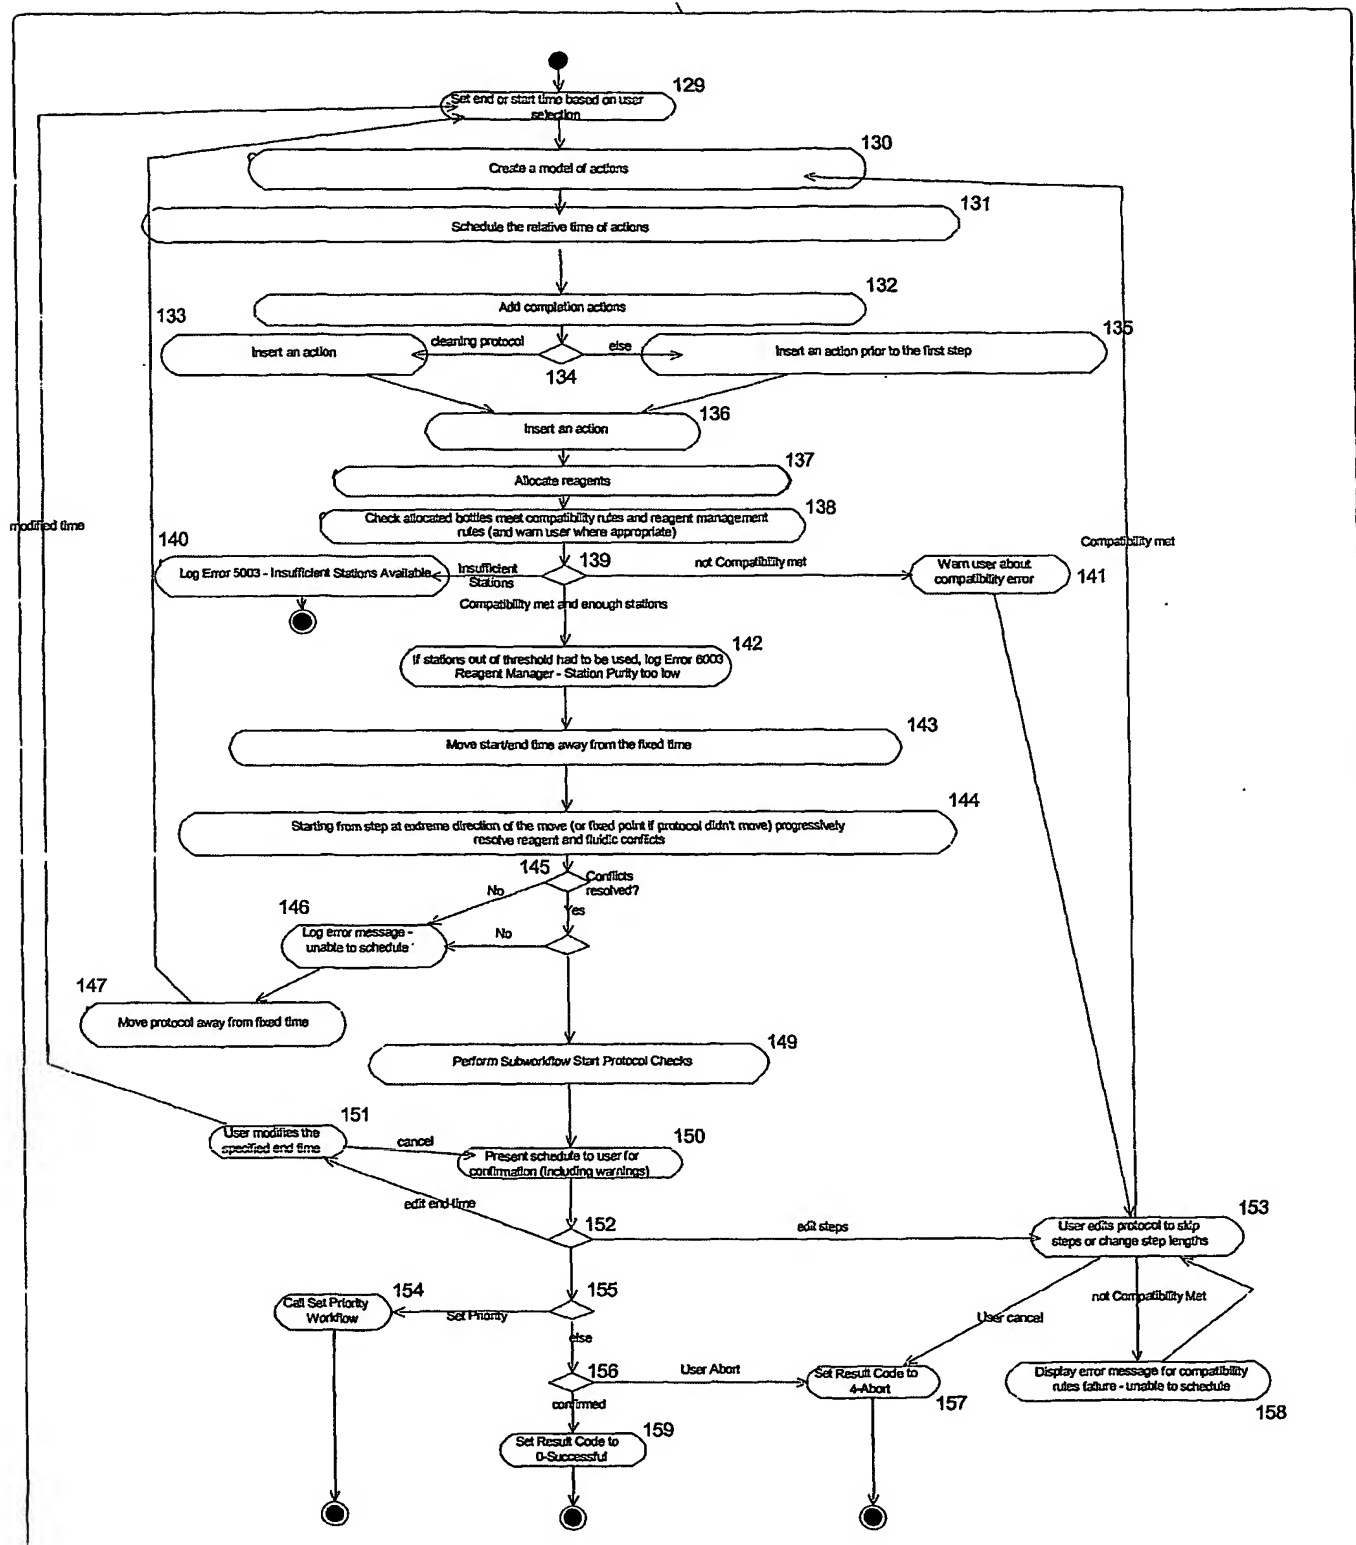 129
Set end or start time based on user
selection
130
Create a model of actions
131
Schedule the relative time of actions
132
Add completion actions
133
135
cleaning protocol
else
Insert an action
Insert an action prior to the first step
134
136
Insert an action
137
Allocate reagents
138
Check allocated bottles meet compatibility rules and reagent management
rules (and warn user where appropriate)
modified time
140
139
not Compatibility met
Compatibility met
Log Error 5003 - Insufficient Stations Available
Insufficient
Stations
Warn user about
compatibility error
141
Compatibility met and enough stations
142
If stations out of threshold had to be used, log Error 6003
Reagent Manager - Station Purity too low
143
Move start/end time away from the fixed time
144
Starting from step at extreme direction of the move (or fixed point if protocol didn't move) progressively
resolve reagent and fluidic conflicts
145
Conflicts
resolved?
No
Yes
146
Log error message -
unable to schedule
No
147
Move protocol away from fixed time
149
Perform Subworkflow Start Protocol Checks
151
User modifies the
specified end time
cancel
150
Present schedule to user for
confirmation (including warnings)
edit end time
152
edit steps
153
User edits protocol to skip
steps or change step lengths
154
155
Call Set Priority
Workflow
Set Priority
else
not Compatibility Met
User cancel
156
User Abort
confirmed
Set Result Code to
4-Abort
157
Display error message for compatibility
rules failure - unable to schedule
158
159
Set Result Code to
0-Successful